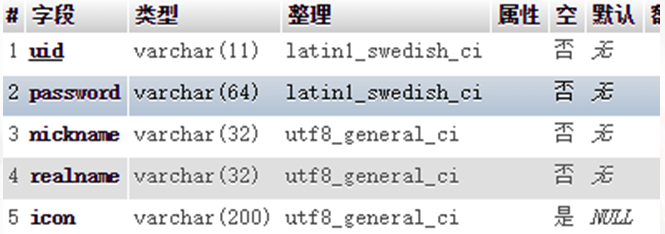 # 字段 类型 整理 属性 空 默认
1 uid varchar(11) latin1_swedish_ci 否 无
2 password varchar(64) latin1_swedish_ci 否 无
3 nickname varchar(32) utf8_general_ci 否 无
4 realname varchar(32) utf8_general_ci 否 无
5 icon varchar(200) utf8_general_ci 是 NULL